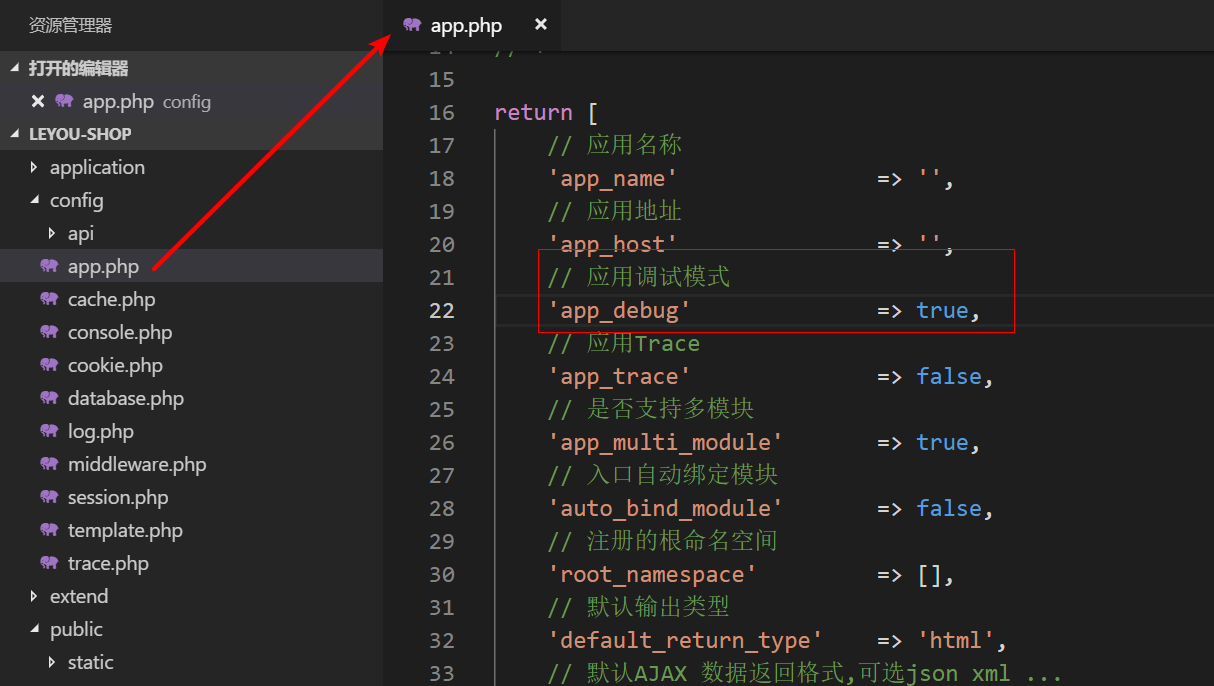 资源管理器
打开的编辑器
app.php config
LEYOU-SHOP
application
config
api
app.php
cache.php
console.php
cookie.php
database.php
log.php
middleware.php
session.php
template.php
trace.php
extend
public
static
app.php
15
16 return [
17 // 应用名称
18 'app_name' => '',
19 // 应用地址
20 'app_host' => '',
21 // 应用调试模式
22 'app_debug' => true,
23 // 应用Trace
24 'app_trace' => false,
25 // 是否支持多模块
26 'app_multi_module' => true,
27 // 入口自动绑定模块
28 'auto_bind_module' => false,
29 // 注册的根命名空间
30 'root_namespace' => [],
31 // 默认输出类型
32 'default_return_type' => 'html',
33 // 默认AJAX 数据返回格式,可选json xml ...